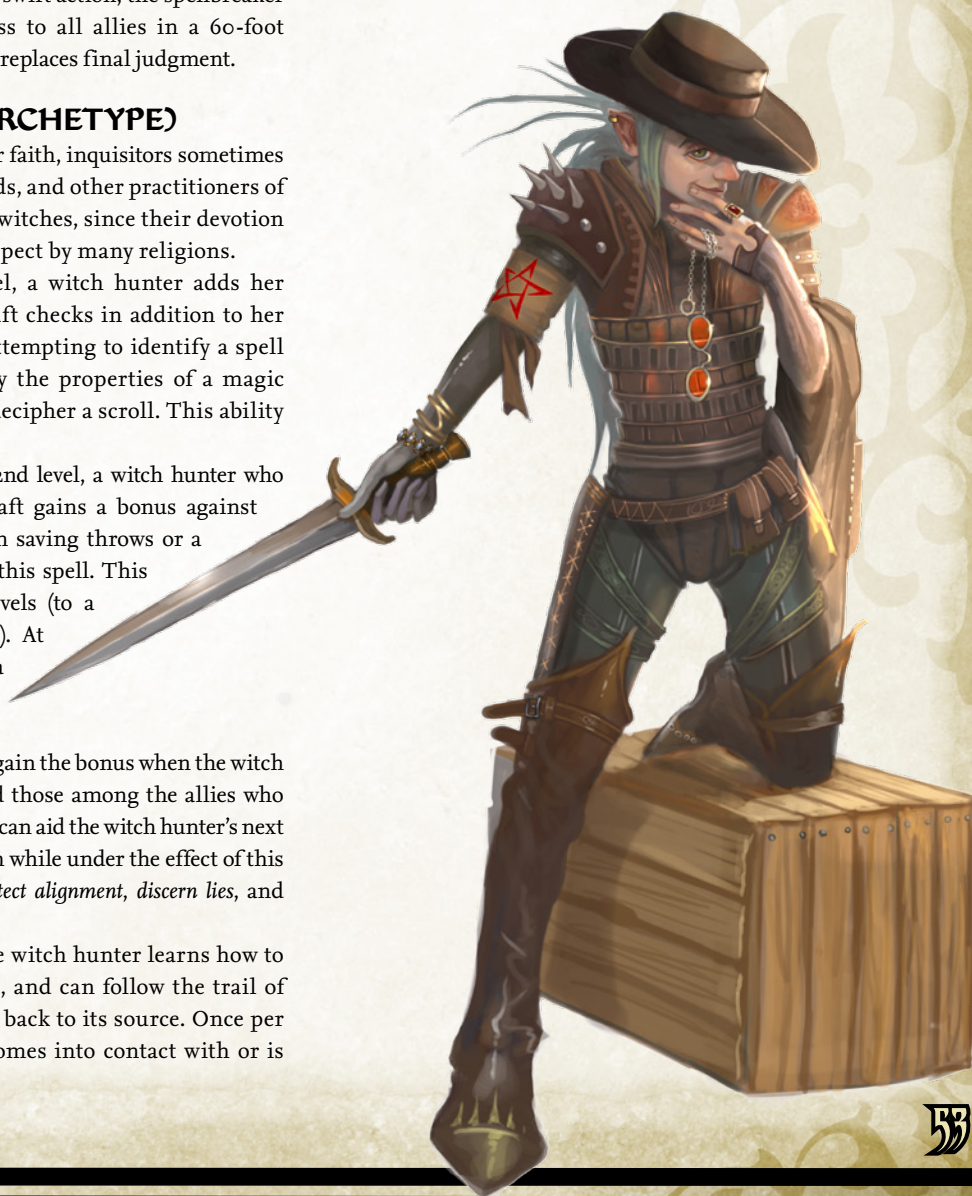 swift action, the spellbreaker
ss to all allies in a 60-foot
replaces final judgment.
RCHETYPE)
r faith, inquisitors sometimes
ds, and other practitioners of
witches, since their devotion
spect by many religions.
el, a witch hunter adds her
aft checks in addition to her
ttempting to identify a spell
y the properties of a magic
decipher a scroll. This ability
2nd level, a witch hunter who
aft gains a bonus against
n saving throws or a
this spell. This
vels (to a
). At
n
gain the bonus when the witch
d those among the allies who
can aid the witch hunter’s next
n while under the effect of this
tect alignment, discern lies, and
e witch hunter learns how to
, and can follow the trail of
back to its source. Once per
omes into contact with or is
53